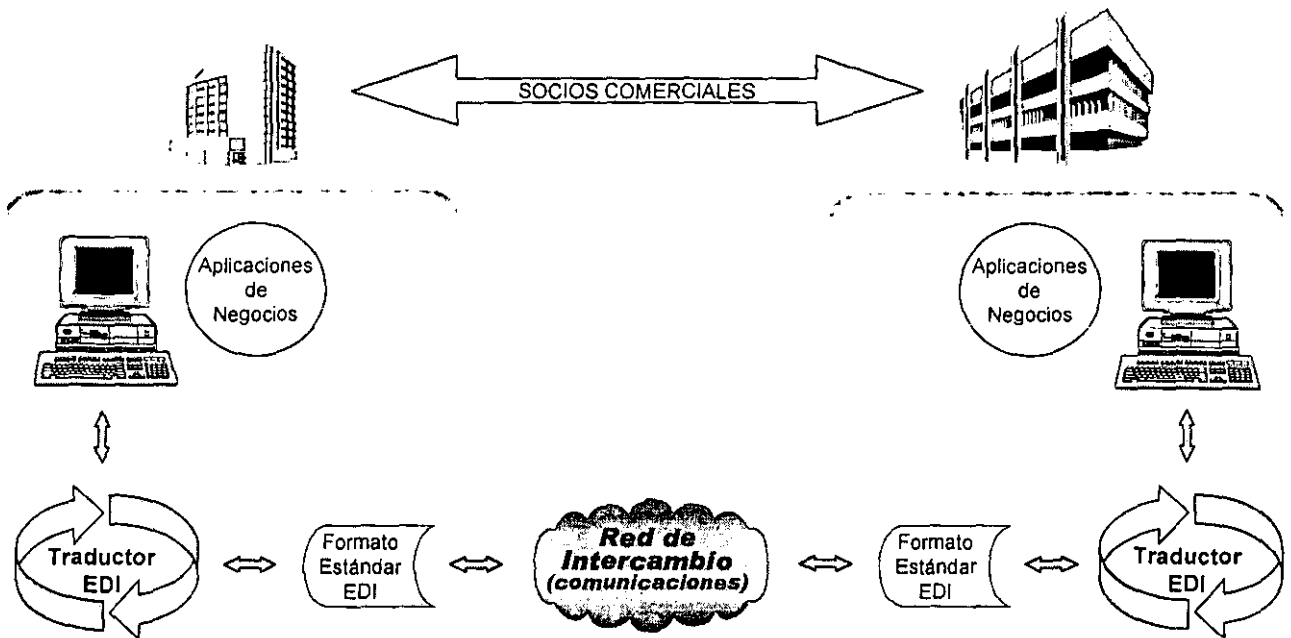 SOCIOS COMERCIALES
Aplicaciones
de
Negocios
Aplicaciones
de
Negocios
Traductor
EDI
Formato
Estándar
EDI
Red de
Intercambio
(comunicaciones)
Formato
Estándar
EDI
Traductor
EDI